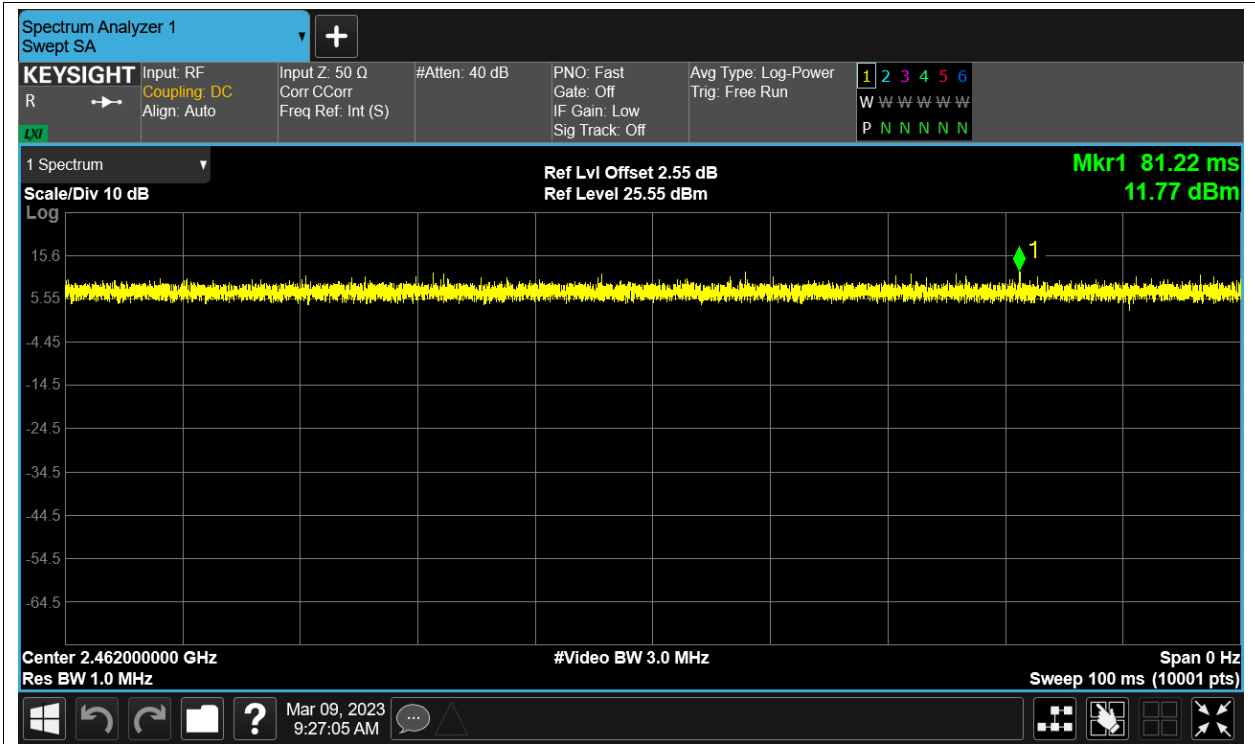 Spectrum Analyzer 1
Swept SA
KEYSIGHT
R
LXI
Input: RF
Coupling: DC
Align: Auto
Input Z: 50 Ω
Corr CCorr
Freq Ref: Int (S)
#Atten: 40 dB
PNO: Fast
Gate: Off
IF Gain: Low
Sig Track: Off
Avg Type: Log-Power
Trig: Free Run
1 2 3 4 5 6
W W W W W W
P N N N N N
1 Spectrum
Scale/Div 10 dB
Log
Ref Lvl Offset 2.55 dB
Ref Level 25.55 dBm
Mkr1 81.22 ms
11.77 dBm
1
15.6
5.55
-4.45
-14.5
-24.5
-34.5
-44.5
-54.5
-64.5
Center 2.462000000 GHz
Res BW 1.0 MHz
#Video BW 3.0 MHz
Span 0 Hz
Sweep 100 ms (10001 pts)
?
Mar 09, 2023
9:27:05 AM